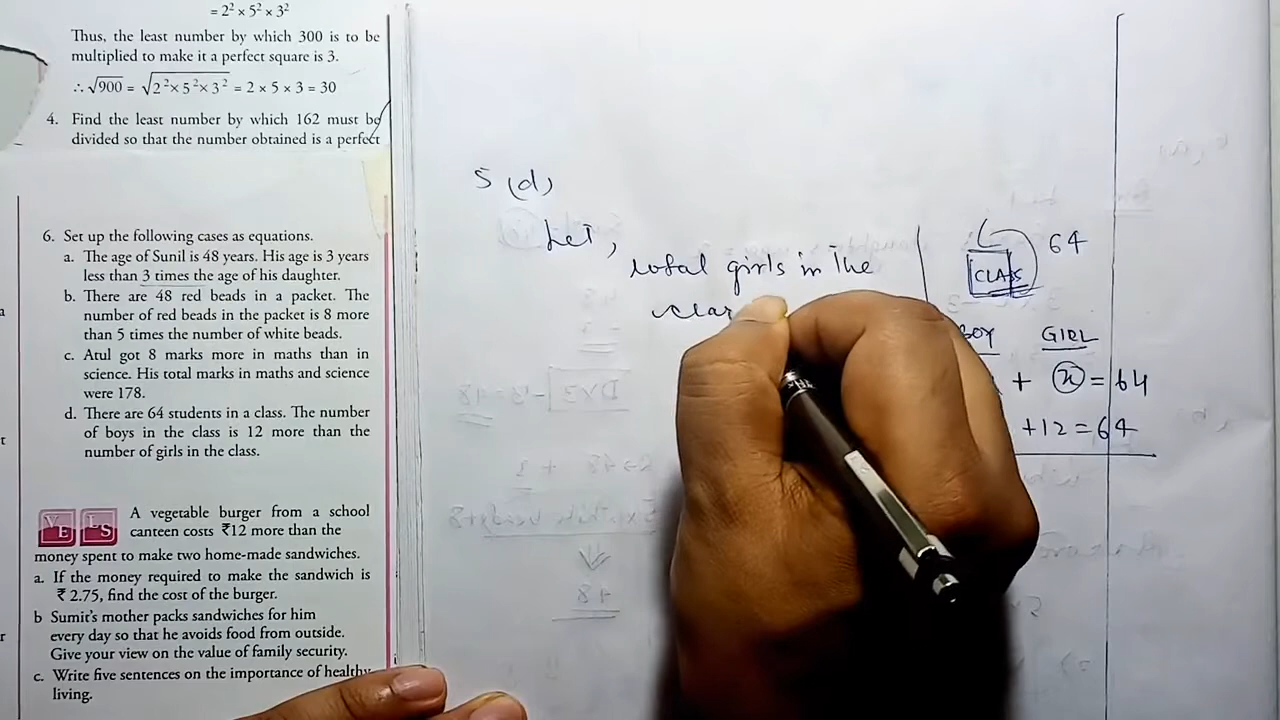 = 2² × 5² × 3²
Thus, the least number by which 300 is to be
multiplied to make it a perfect square is 3.
∴ √900 = √2² × 5² × 3² = 2 × 5 × 3 = 30
4. Find the least number by which 162 must be
divided so that the number obtained is a perfect
6. Set up the following cases as equations.
a. The age of Sunil is 48 years. His age is 3 years
less than 3 times the age of his daughter.
b. There are 48 red beads in a packet. The
number of red beads in the packet is 8 more
than 5 times the number of white beads.
c. Atul got 8 marks more in maths than in
science. His total marks in maths and science
were 178.
d. There are 64 students in a class. The number
of boys in the class is 12 more than the
number of girls in the class.
A vegetable burger from a school
canteen costs ₹12 more than the
money spent to make two home-made sandwiches.
a. If the money required to make the sandwich is
₹ 2.75, find the cost of the burger.
b Sumit's mother packs sandwiches for him
every day so that he avoids food from outside.
Give your view on the value of family security.
c. Write five sentences on the importance of healthy
living.
5 (d)
Let,
total girls in the
clas
64
CLASS
BOY GIRL
+ x = 64
+12 = 64